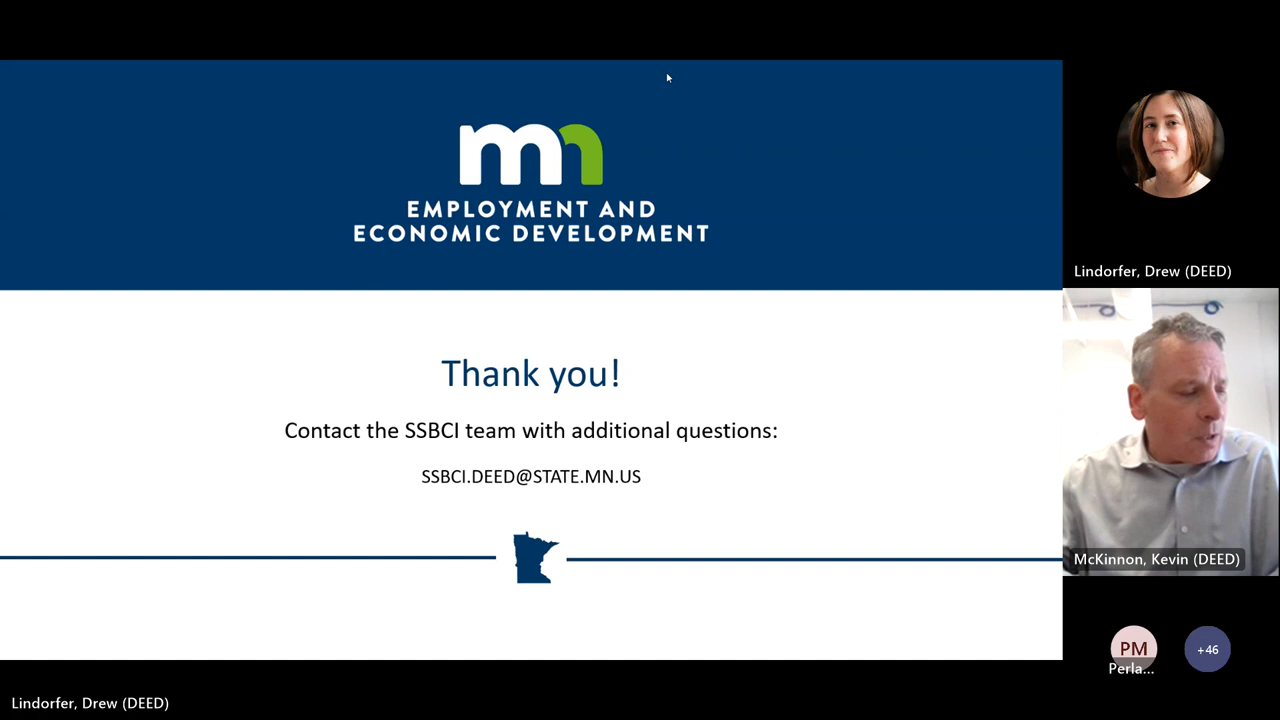 mn
EMPLOYMENT AND
ECONOMIC DEVELOPMENT
Thank you!
Contact the SSBCI team with additional questions:
SSBCI.DEED@STATE.MN.US
Lindorfer, Drew (DEED)
McKinnon, Kevin (DEED)
PM
Perla...
+46
Lindorfer, Drew (DEED)